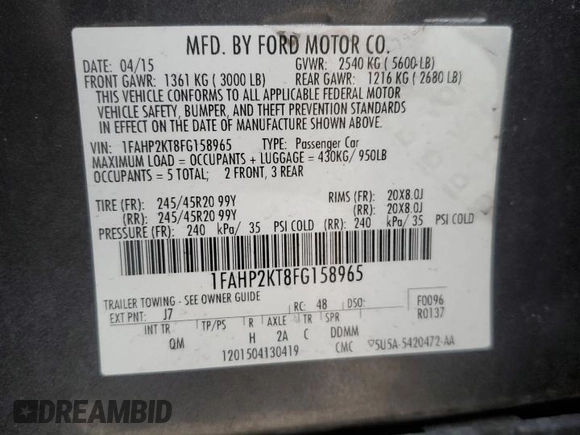 MFD. BY FORD MOTOR CO.
DATE: 04/15 GVWR: 2540 KG ( 5600 LB)
FRONT GAWR: 1361 KG ( 3000 LB) REAR GAWR: 1216 KG ( 2680 LB)
THIS VEHICLE CONFORMS TO ALL APPLICABLE FEDERAL MOTOR
VEHICLE SAFETY, BUMPER, AND THEFT PREVENTION STANDARDS
IN EFFECT ON THE DATE OF MANUFACTURE SHOWN ABOVE.
VIN: 1FAHP2KT8FG158965 TYPE: Passenger Car
MAXIMUM LOAD = OCCUPANTS + LUGGAGE = 430KG/ 950LB
OCCUPANTS = 5 TOTAL; 2 FRONT, 3 REAR
TIRE (FR): 245/45R20 99Y RIMS (FR): 20X8.0J
(RR): 245/45R20 99Y (RR): 20X8.0J
PRESSURE (FR): 240 kPa/ 35 PSI COLD (RR): 240 kPa/ 35 PSI COLD
1FAHP2KT8FG158965
TRAILER TOWING - SEE OWNER GUIDE
EXT PNT: J7 RC: 48 DSO: F0096
INT TR TP/PS R AXLE TR SPR R0137
QM H 2A C DDMM
1201504130419 CMC 5U5A-5420472-AA
DREAMBID